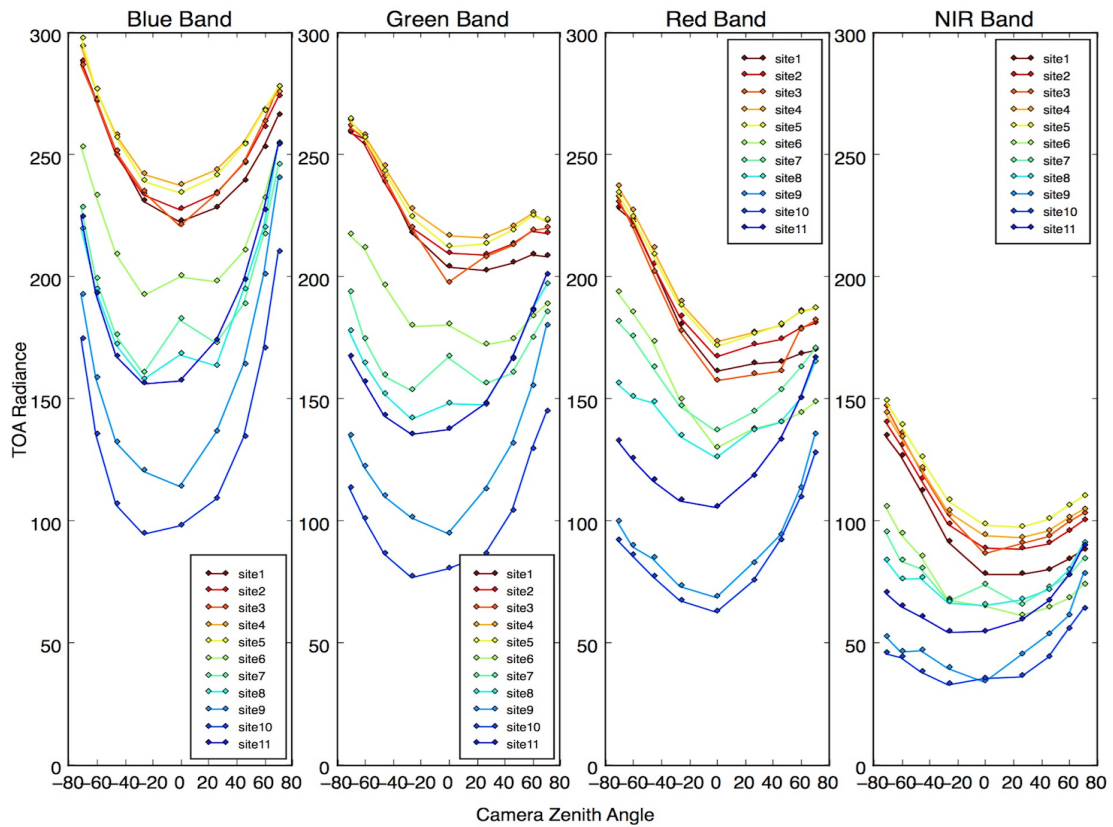 Blue Band
Green Band
Red Band
NIR Band
TOA Radiance
300
250
200
150
100
50
0
−80−60−40−20 0 20 40 60 80
site1
site2
site3
site4
site5
site6
site7
site8
site9
site10
site11
300
250
200
150
100
50
0
−80−60−40−20 0 20 40 60 80
site1
site2
site3
site4
site5
site6
site7
site8
site9
site10
site11
300
250
200
150
100
50
0
−80−60−40−20 0 20 40 60 80
site1
site2
site3
site4
site5
site6
site7
site8
site9
site10
site11
300
250
200
150
100
50
0
−80−60−40−20 0 20 40 60 80
site1
site2
site3
site4
site5
site6
site7
site8
site9
site10
site11
Camera Zenith Angle